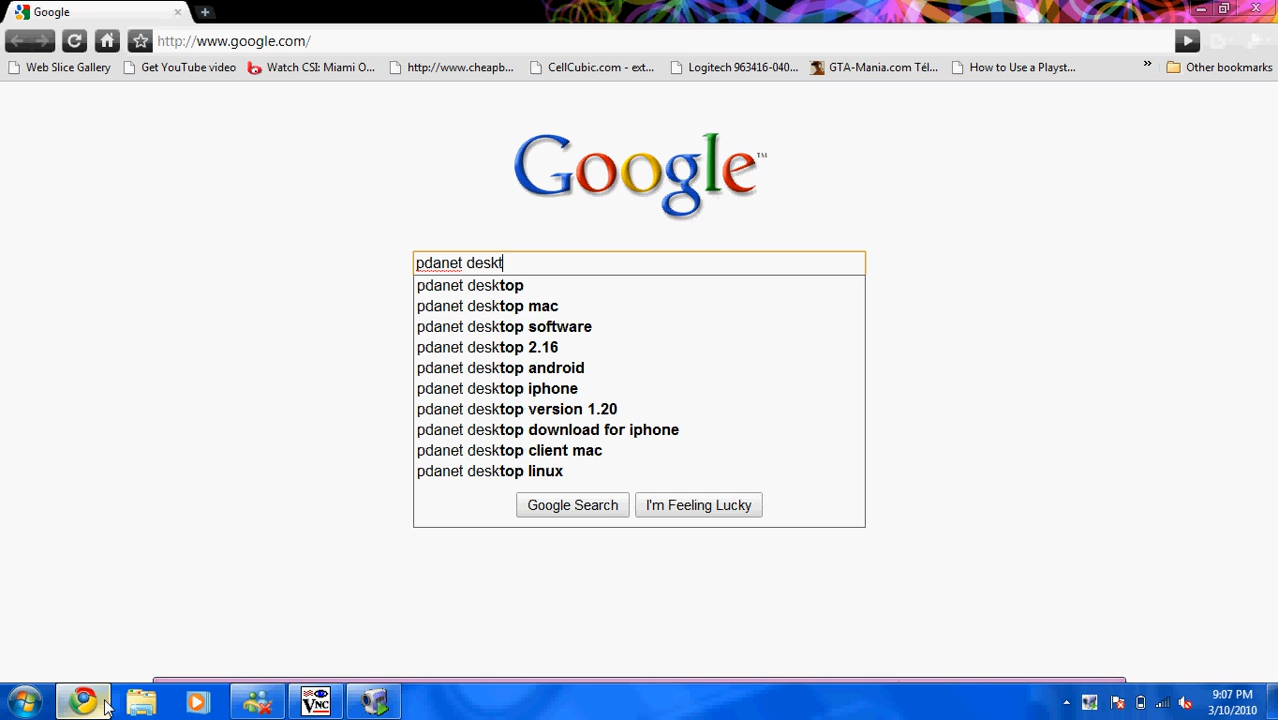 Google
http://www.google.com/
Web Slice Gallery
Get YouTube video
Watch CSI: Miami O...
http://www.cheapb...
CellCubic.com - ext...
Logitech 963416-040...
GTA-Mania.com Tél...
How to Use a Playst...
»
Other bookmarks
Google™
pdanet deskt
pdanet desktop
pdanet desktop mac
pdanet desktop software
pdanet desktop 2.16
pdanet desktop android
pdanet desktop iphone
pdanet desktop version 1.20
pdanet desktop download for iphone
pdanet desktop client mac
pdanet desktop linux
Google Search
I'm Feeling Lucky
VNC
9:07 PM
3/10/2010